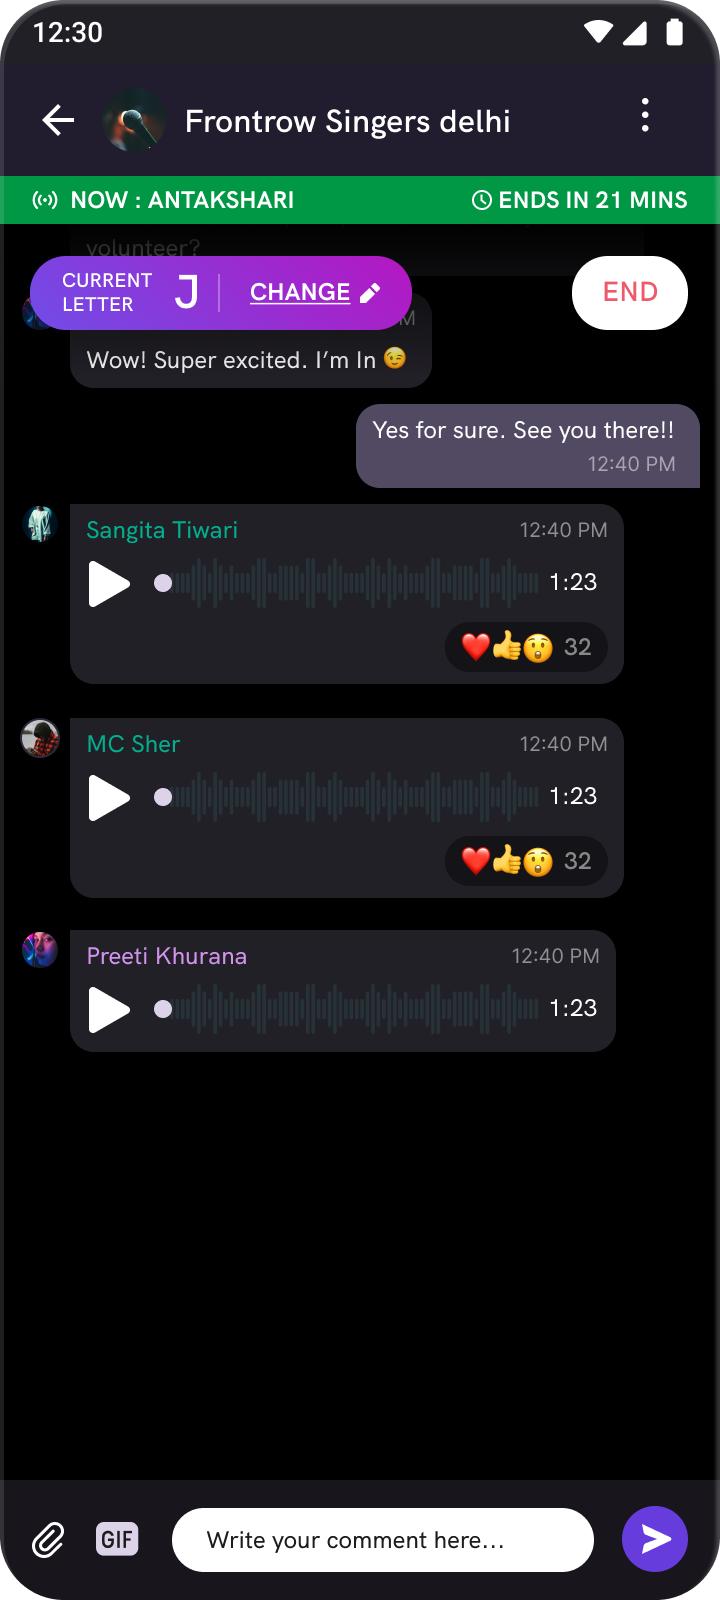 12:30
Frontrow Singers delhi
NOW : ANTAKSHARI
ENDS IN 21 MINS
volunteer?
CURRENT
LETTER
J
CHANGE
END
M
Wow! Super excited. I’m In 😉
Yes for sure. See you there!!
12:40 PM
Sangita Tiwari
12:40 PM
1:23
❤️👍😲 32
MC Sher
12:40 PM
1:23
❤️👍😲 32
Preeti Khurana
12:40 PM
1:23
GIF
Write your comment here...